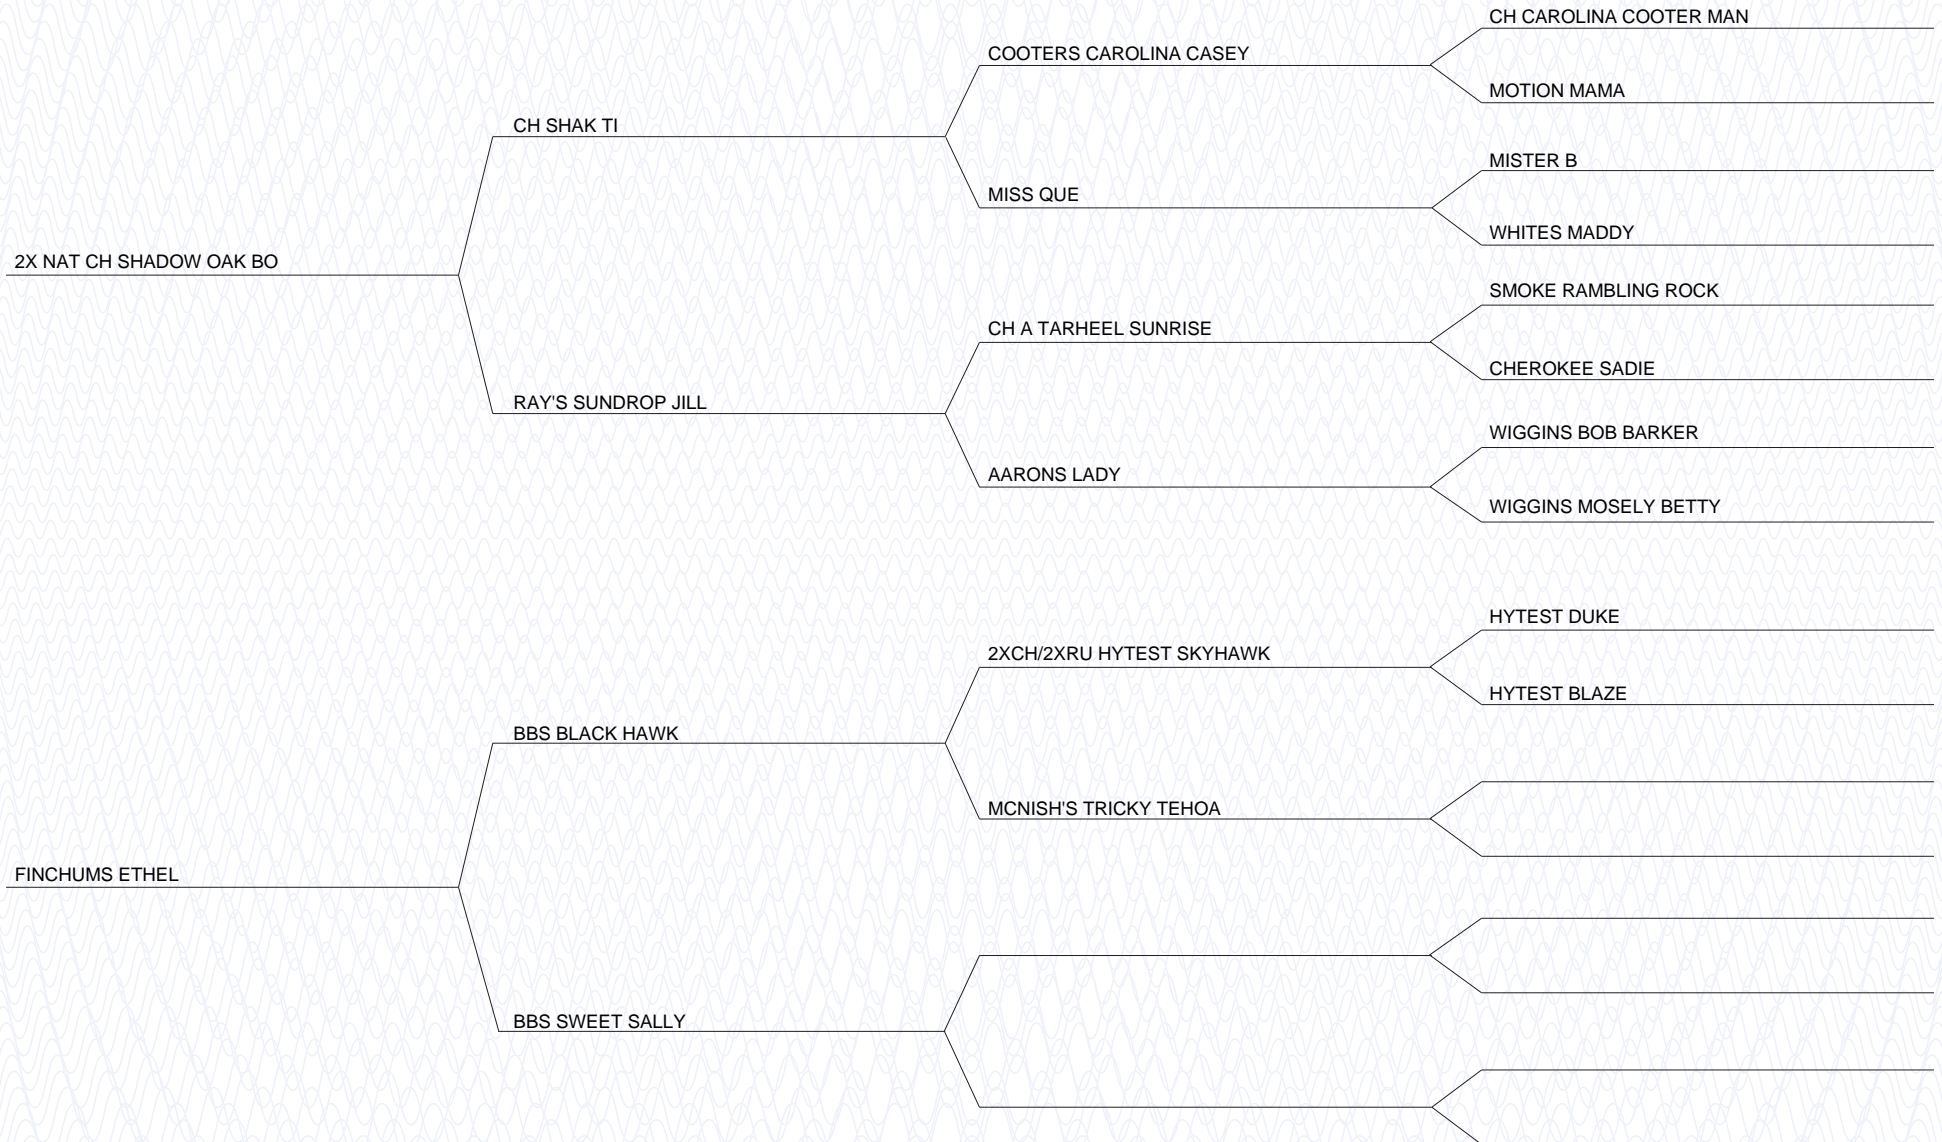 CH CAROLINA COOTER MAN
COOTERS CAROLINA CASEY
MOTION MAMA
CH SHAK TI
MISTER B
MISS QUE
WHITES MADDY
2X NAT CH SHADOW OAK BO
SMOKE RAMBLING ROCK
CH A TARHEEL SUNRISE
CHEROKEE SADIE
RAY'S SUNDROP JILL
WIGGINS BOB BARKER
AARONS LADY
WIGGINS MOSELY BETTY
HYTEST DUKE
2XCH/2XRU HYTEST SKYHAWK
HYTEST BLAZE
BBS BLACK HAWK
MCNISH'S TRICKY TEHOA
FINCHUMS ETHEL
BBS SWEET SALLY